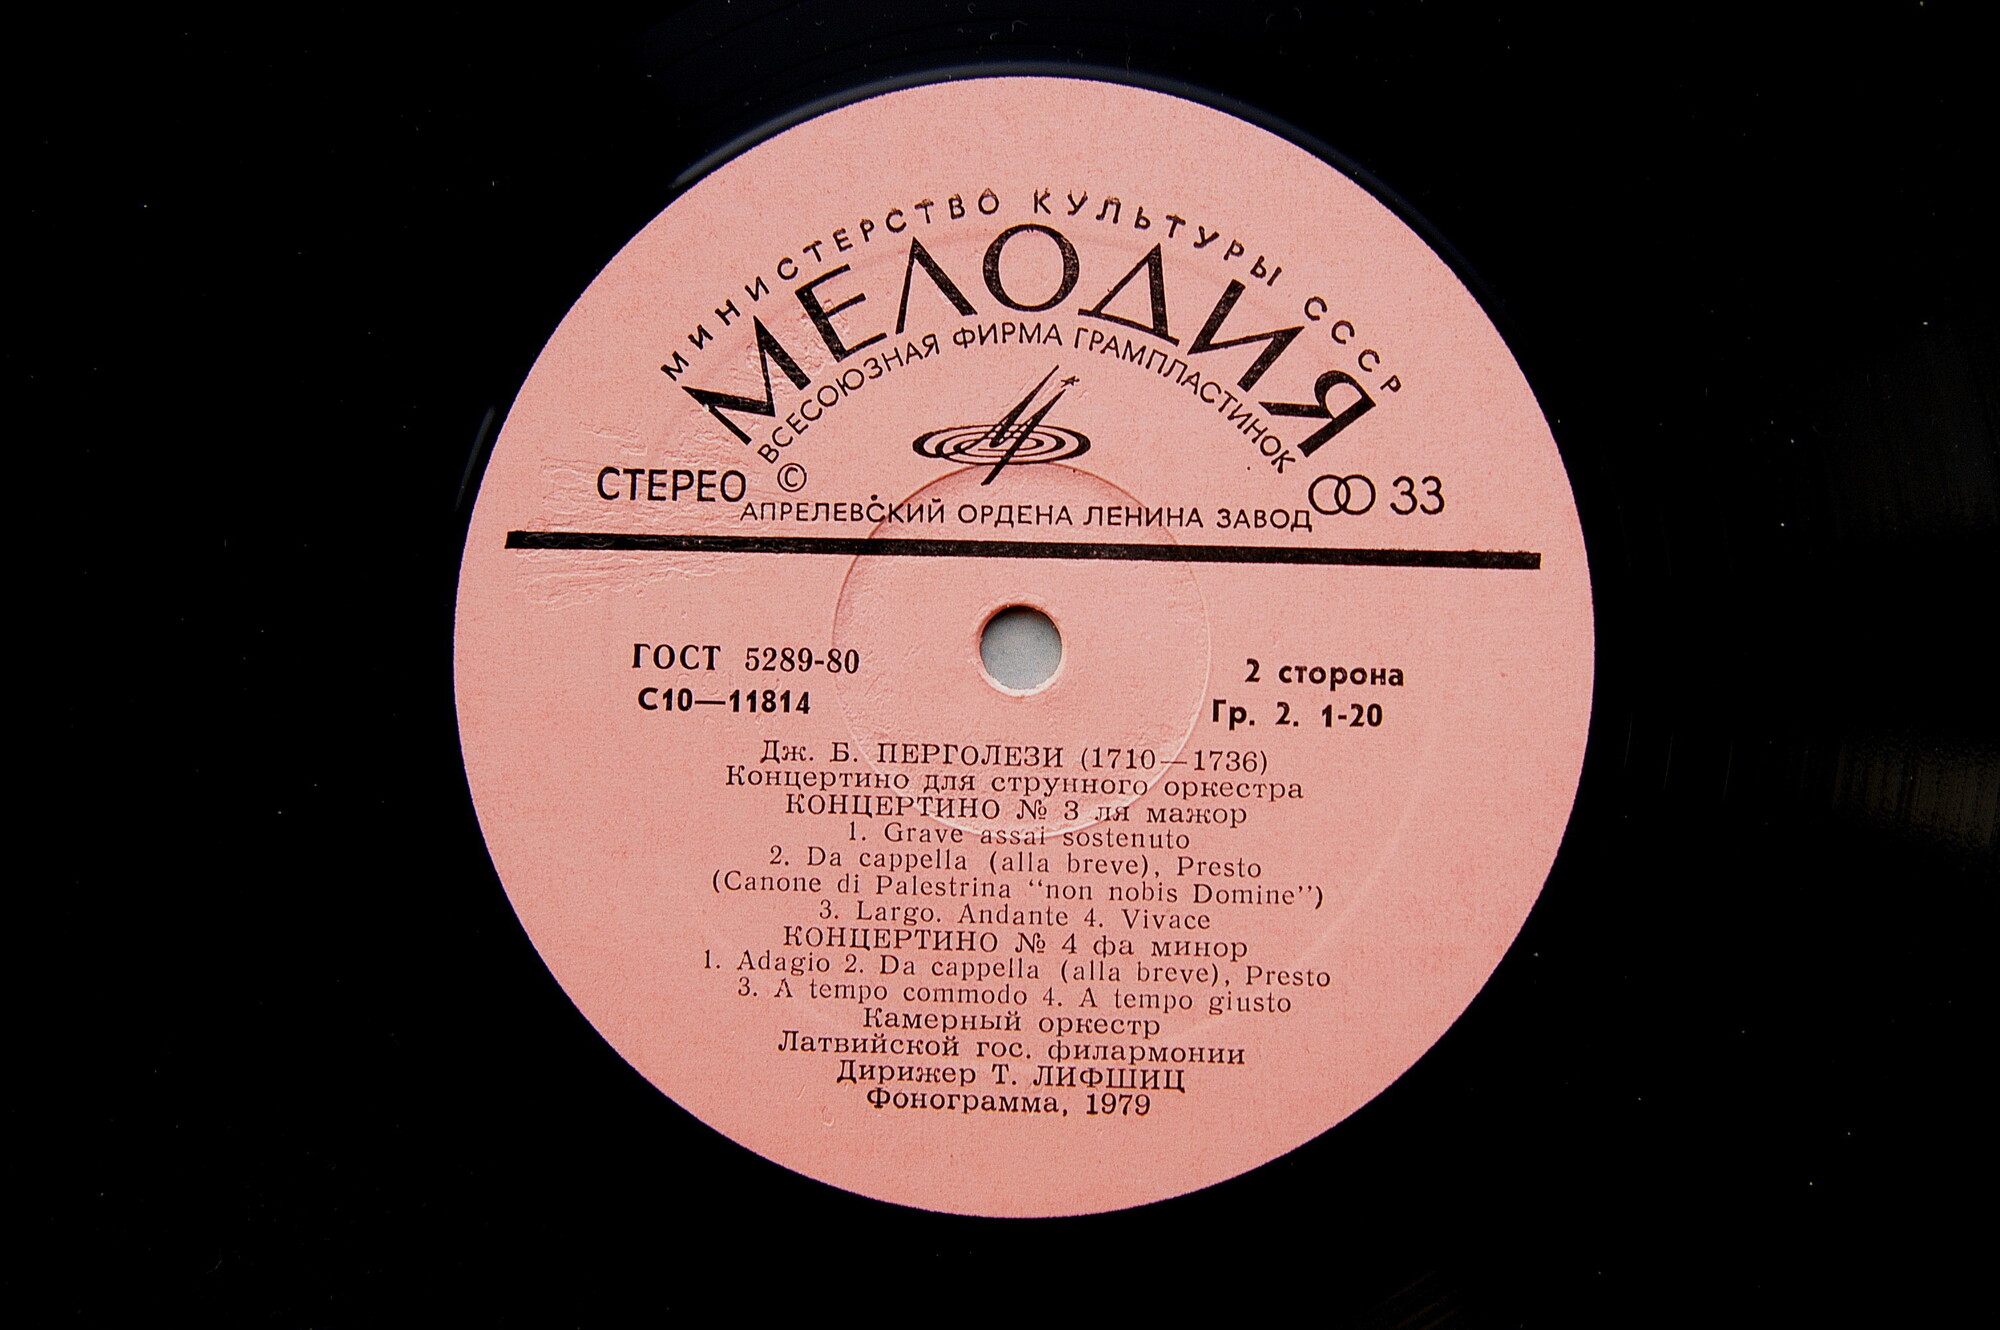 МИНИСТЕРСТВО КУЛЬТУРЫ СССР
МЕЛОДИЯ
ВСЕСОЮЗНАЯ ФИРМА ГРАМПЛАСТИНОК
СТЕРЕО © 33
АПРЕЛЕВСКИЙ ОРДЕНА ЛЕНИНА ЗАВОД
ГОСТ 5289-80
С10—11814
2 сторона
Гр. 2. 1-20
Дж. Б. ПЕРГОЛЕЗИ (1710—1736)
Концертино для струнного оркестра
КОНЦЕРТИНО № 3 ля мажор
1. Grave assai sostenuto
2. Da cappella (alla breve), Presto
(Canone di Palestrina “non nobis Domine”)
3. Largo. Andante 4. Vivace
КОНЦЕРТИНО № 4 фа минор
1. Adagio 2. Da cappella (alla breve), Presto
3. A tempo commodo 4. A tempo giusto
Камерный оркестр
Латвийской гос. филармонии
Дирижер Т. ЛИФШИЦ
Фонограмма, 1979